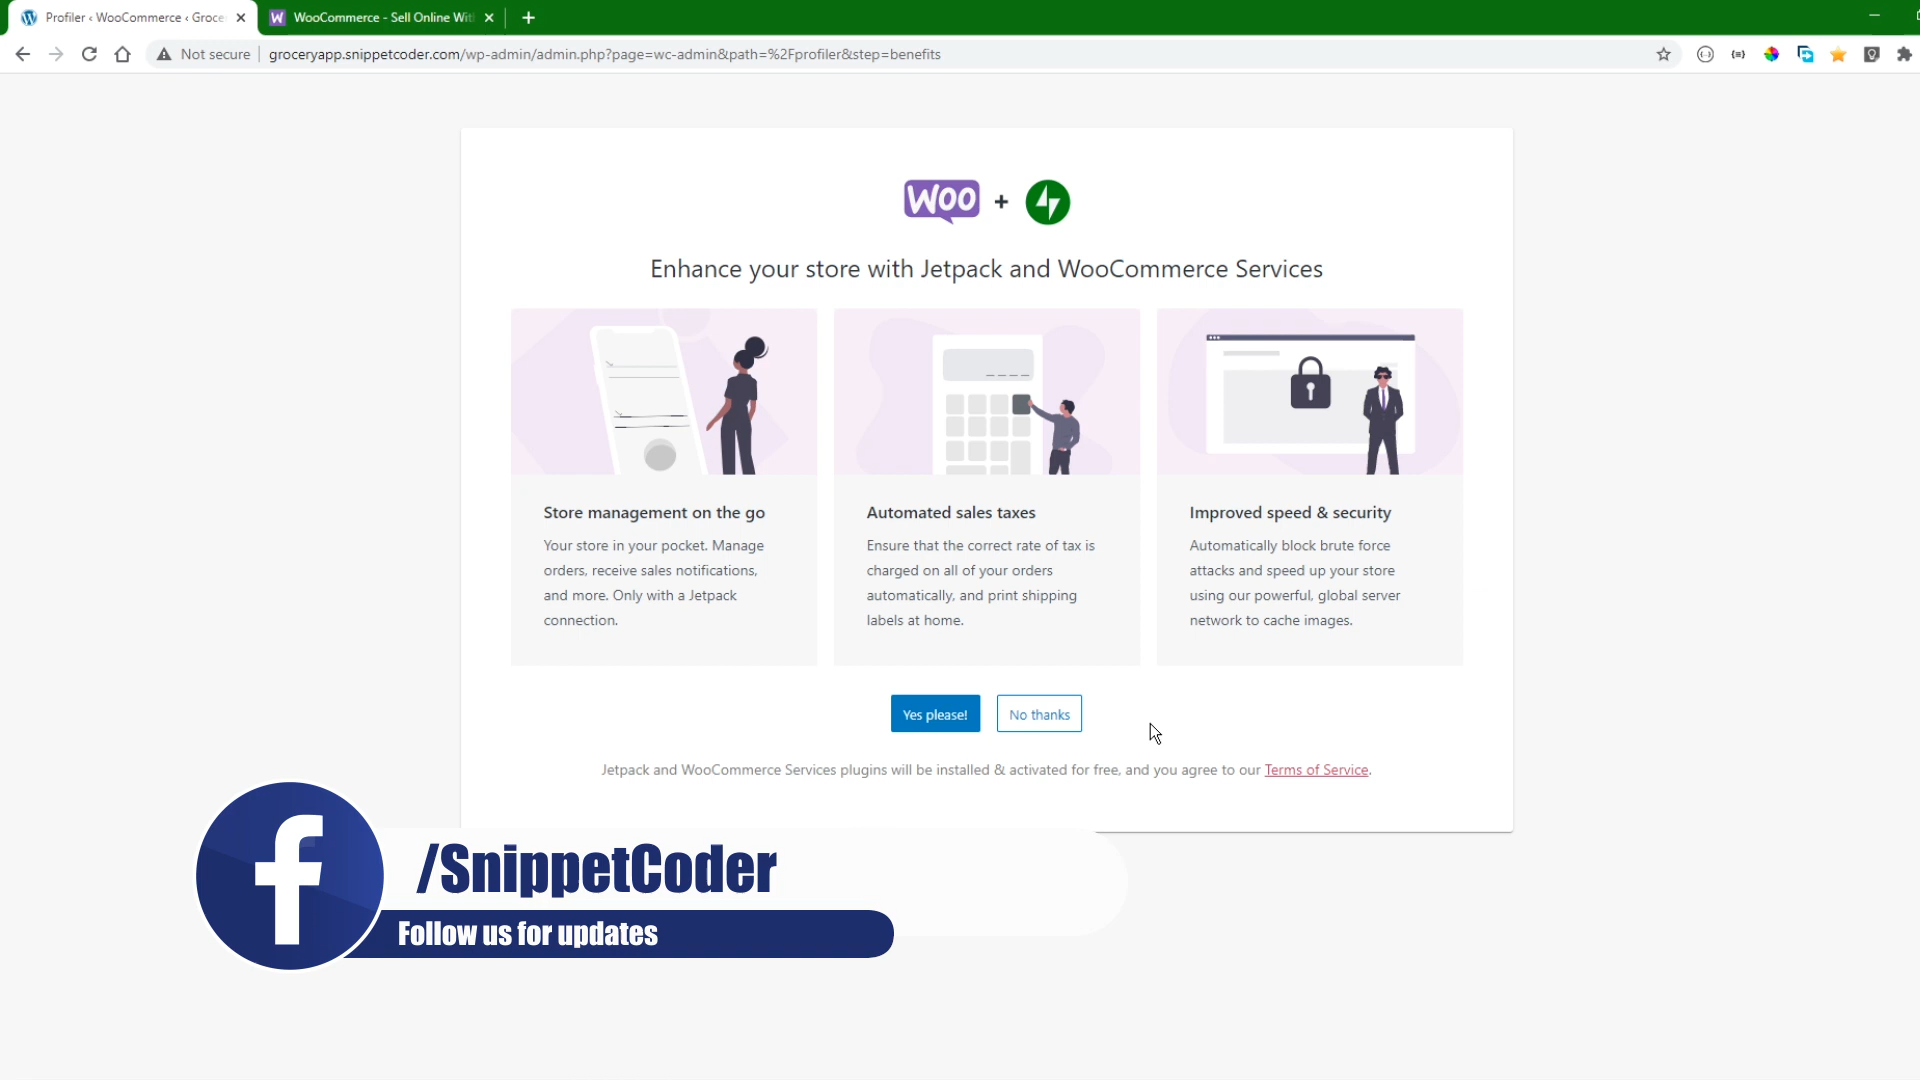 Profiler ‹ WooCommerce ‹ Groce
WooCommerce - Sell Online Wit
Not secure
groceryapp.snippetcoder.com/wp-admin/admin.php?page=wc-admin&path=%2Fprofiler&step=benefits
Woo +
Enhance your store with Jetpack and WooCommerce Services
Store management on the go
Your store in your pocket. Manage
orders, receive sales notifications,
and more. Only with a Jetpack
connection.
Automated sales taxes
Ensure that the correct rate of tax is
charged on all of your orders
automatically, and print shipping
labels at home.
Improved speed & security
Automatically block brute force
attacks and speed up your store
using our powerful, global server
network to cache images.
Yes please!
No thanks
Jetpack and WooCommerce Services plugins will be installed & activated for free, and you agree to our Terms of Service.
/SnippetCoder
Follow us for updates